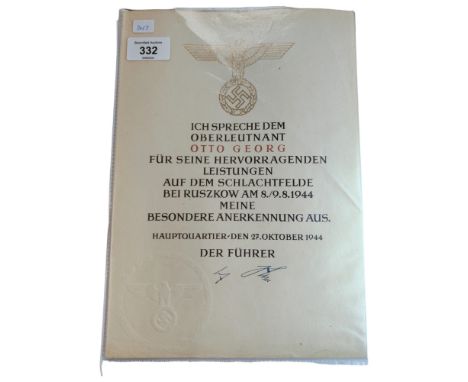 332
ICH SPRECHE DEM
OBERLEUTNANT
OTTO GEORG
FÜR SEINE HERVORRAGENDEN
LEISTUNGEN
AUF DEM SCHLACHTFELDE
BEI RUSZKOW AM 8./9.8.1944
MEINE
BESONDERE ANERKENNUNG AUS.
HAUPTQUARTIER·DEN 27.OKTOBER 1944
DER FÜHRER